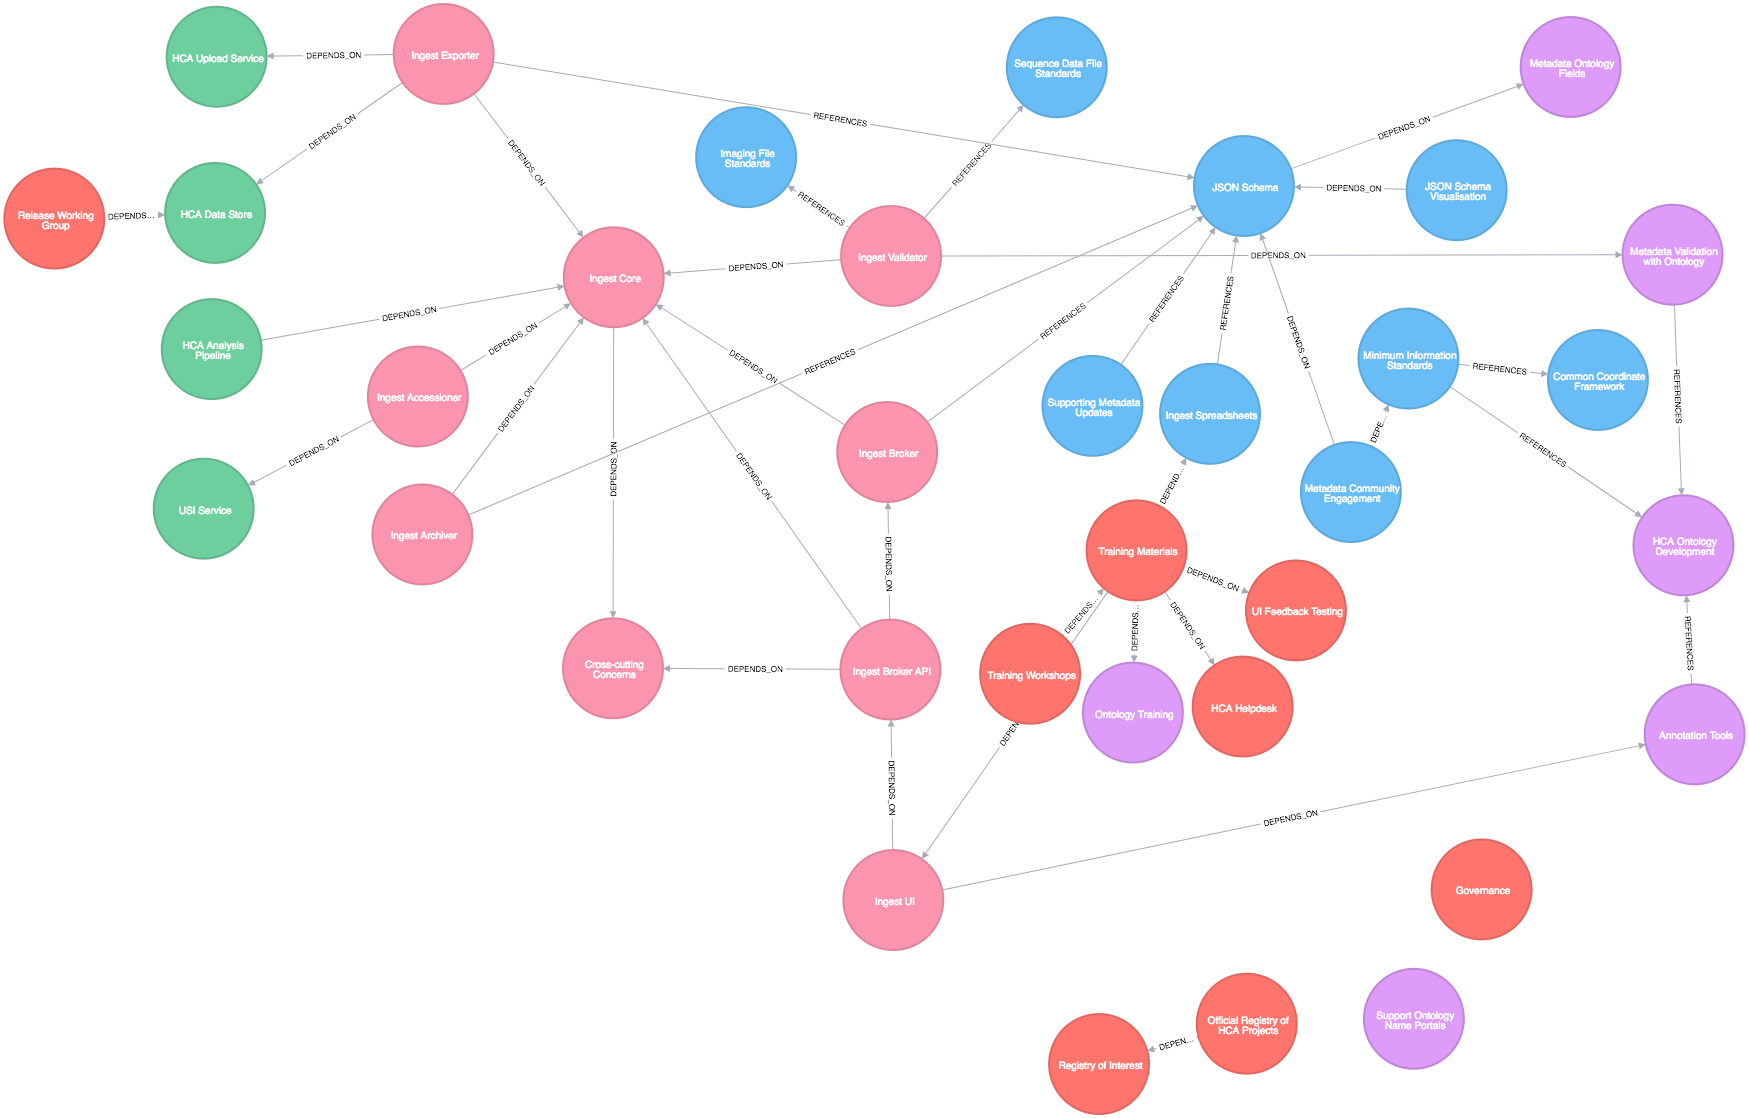 HCA Upload Service
DEPENDS_ON
Ingest Exporter
Sequence Data File
Standards
Metadata Ontology
Fields
REFERENCES
DEPENDS_ON
DEPENDS_ON
DEPENDS_ON
Imaging File
Standards
REFERENCES
JSON Schema
DEPENDS_ON
JSON Schema
Visualisation
Release Working
Group
DEPENDS...
HCA Data Store
REFERENCES
Ingest Validator
DEPENDS_ON
Metadata Validation
with Ontology
Ingest Core
DEPENDS_ON
DEPENDS_ON
REFERENCES
REFERENCES
REFERENCES
DEPENDS_ON
HCA Analysis
Pipeline
DEPENDS_ON
DEPENDS_ON
REFERENCES
Minimum Information
Standards
REFERENCES
Common Coordinate
Framework
REFERENCES
Ingest Accessioner
DEPENDS_ON
Supporting Metadata
Updates
Ingest Spreadsheets
DEPE...
REFERENCES
DEPENDS_ON
Ingest Broker
DEPENDS_ON
DEPENDS_ON
DEPEND...
Metadata Community
Engagement
USI Service
Ingest Archiver
Training Materials
HCA Ontology
Development
DEPENDS_ON
DEPENDS_ON
UI Feedback Testing
DEPENDS...
DEPENDS...
DEPENDS_ON
REFERENCES
Cross-cutting
Concerns
DEPENDS_ON
Ingest Broker API
Training Workshops
Ontology Training
HCA Helpdesk
Annotation Tools
DEPEN
DEPENDS_ON
DEPENDS_ON
Ingest UI
Governance
Official Registry of
HCA Projects
Support Ontology
Name Portals
DEPEN...
Registry of Interest